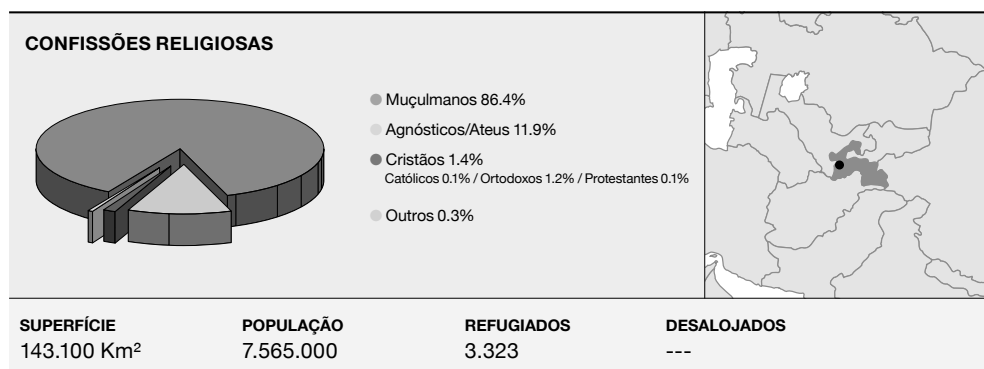 CONFISSÕES RELIGIOSAS
Muçulmanos 86.4%
Agnósticos/Ateus 11.9%
Cristãos 1.4%
Católicos 0.1% / Ortodoxos 1.2% / Protestantes 0.1%
Outros 0.3%
SUPERFÍCIE POPULAÇÃO REFUGIADOS DESALOJADOS
143.100 Km² 7.565.000 3.323 ---